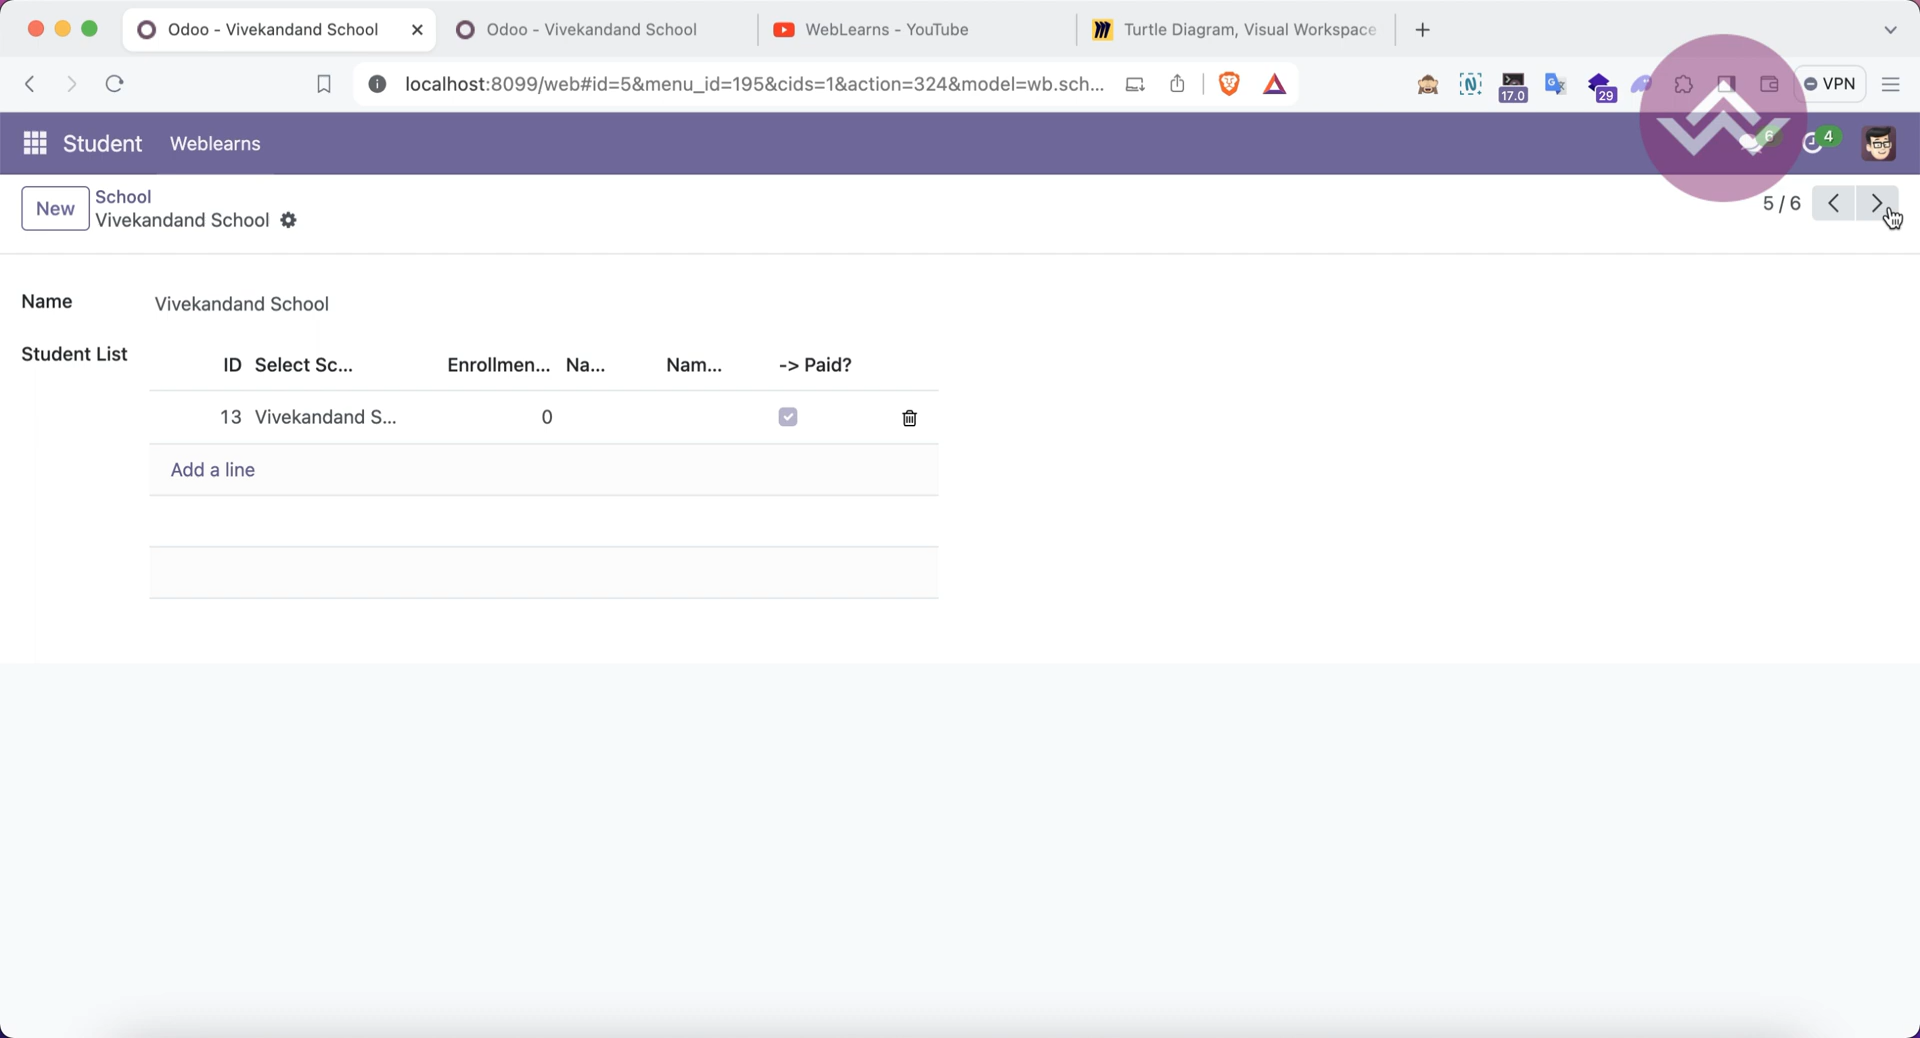 Odoo - Vivekandand School
Odoo - Vivekandand School
WebLearns - YouTube
Turtle Diagram, Visual Workspace
localhost:8099/web#id=5&menu_id=195&cids=1&action=324&model=wb.sch...
17.0
29
VPN
Student
Weblearns
6
4
New
School
Vivekandand School
5 / 6
Name
Vivekandand School
Student List
ID Select Sc... Enrollmen... Na... Nam... -> Paid?
13 Vivekandand S... 0
Add a line